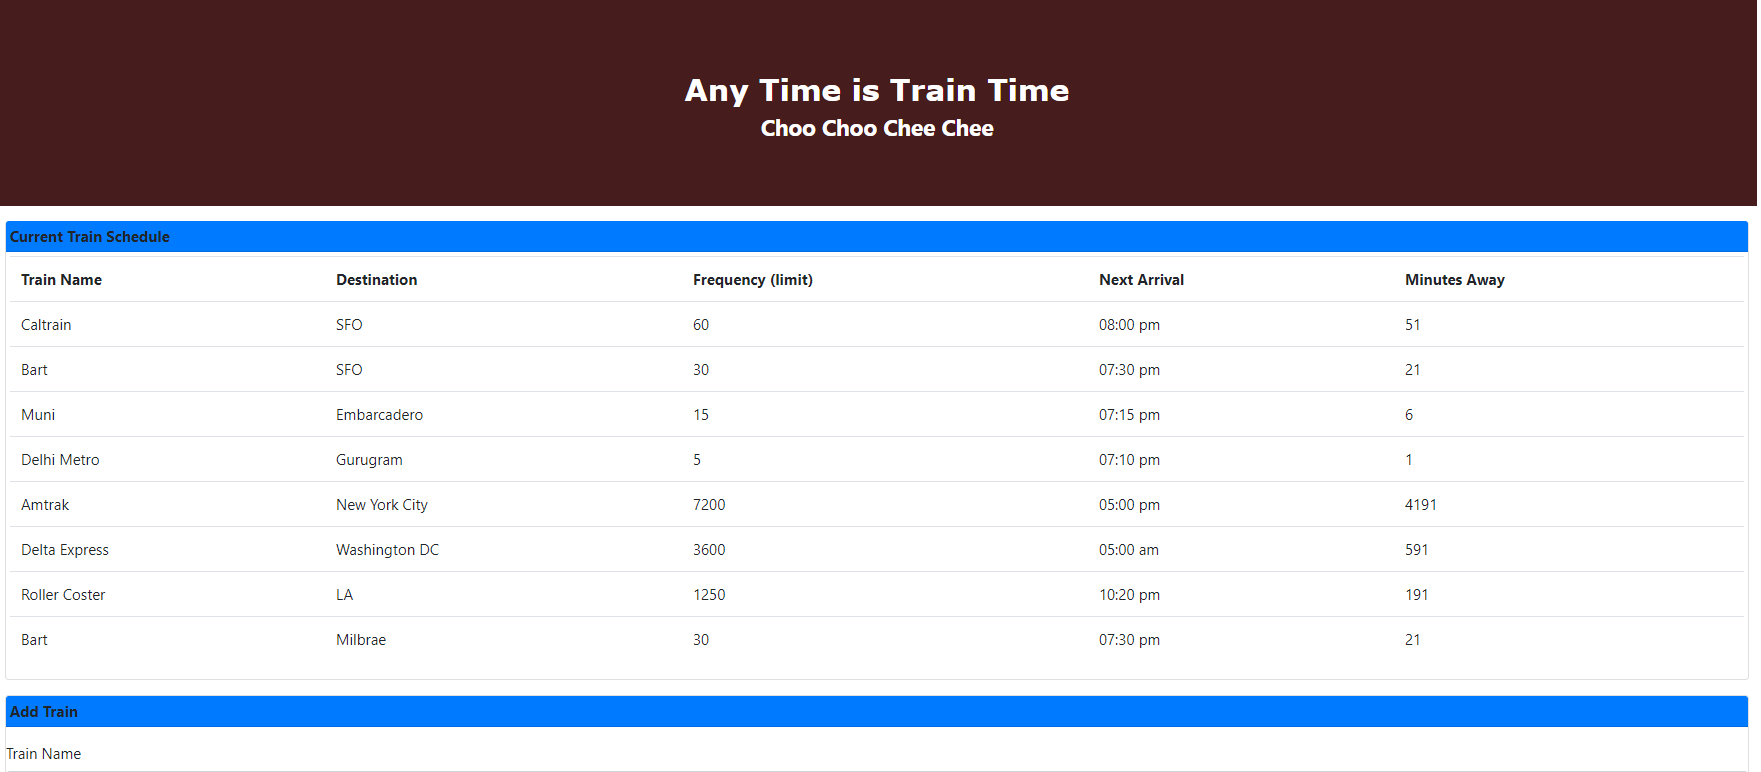 Any Time is Train Time
Choo Choo Chee Chee
Current Train Schedule
Train Name Destination Frequency (limit) Next Arrival Minutes Away
Caltrain SFO 60 08:00 pm 51
Bart SFO 30 07:30 pm 21
Muni Embarcadero 15 07:15 pm 6
Delhi Metro Gurugram 5 07:10 pm 1
Amtrak New York City 7200 05:00 pm 4191
Delta Express Washington DC 3600 05:00 am 591
Roller Coster LA 1250 10:20 pm 191
Bart Milbrae 30 07:30 pm 21
Add Train
Train Name